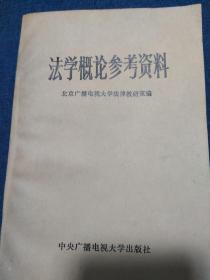 法学概论参考资料
北京广播电视大学法律教研室编
中央广播电视大学出版社